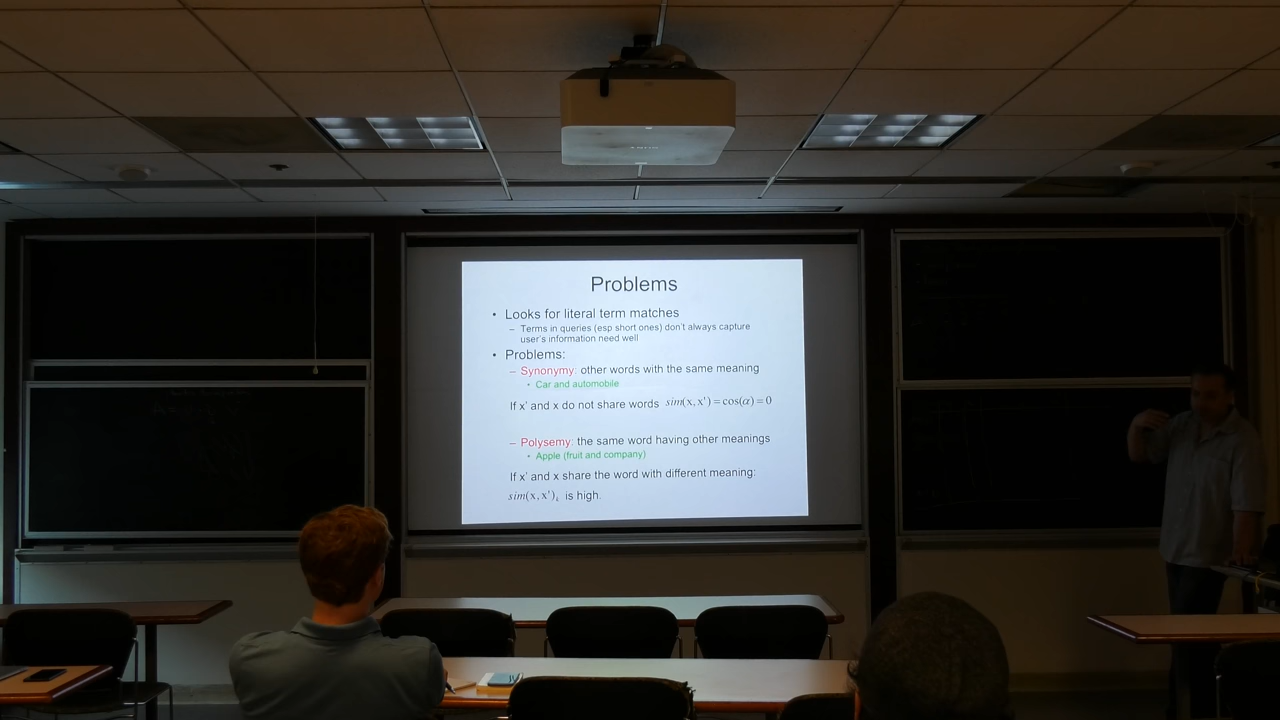 Problems
• Looks for literal term matches
– Terms in queries (esp short ones) don't always capture
user's information need well
• Problems:
– Synonymy: other words with the same meaning
• Car and automobile
If x' and x do not share words sim(x,x') = cos(α) = 0
– Polysemy: the same word having other meanings
• Apple (fruit and company)
If x' and x share the word with different meaning:
sim(x,x') is high.